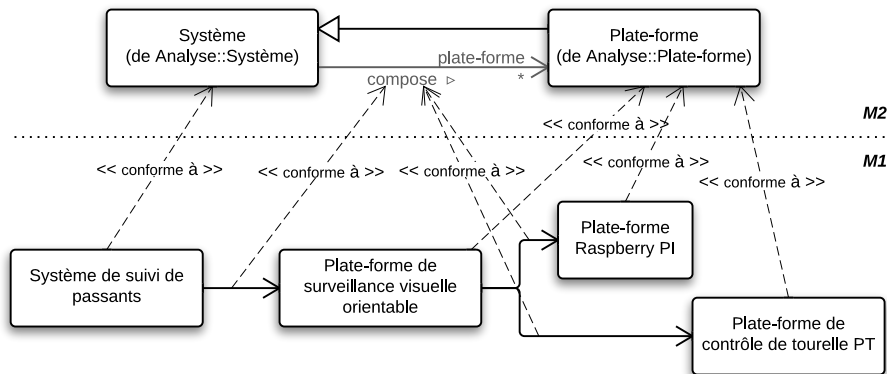 Système
(de Analyse::Système)
Plate-forme
(de Analyse::Plate-forme)
plate-forme
compose ▹
*
M2
<< conforme à >>
M1
<< conforme à >>
<< conforme à >>
<< conforme à >>
<< conforme à >>
<< conforme à >>
Système de suivi de
passants
Plate-forme de
surveillance visuelle
orientable
Plate-forme
Raspberry PI
Plate-forme de
contrôle de tourelle PT